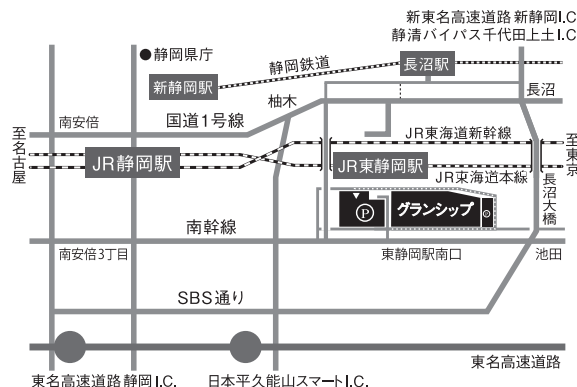 新東名高速道路 新静岡I.C.
静清バイパス千代田上土I.C.
静岡県庁
静岡鉄道
長沼駅
新静岡駅
柚木
長沼
南安倍
国道1号線
JR東海道新幹線
至名古屋
至東京
JR静岡駅
JR東静岡駅
JR東海道本線
長沼大橋
P
グランシップ
P
南幹線
南安倍3丁目
東静岡駅南口
池田
SBS通り
東名高速道路
東名高速道路 静岡I.C.
日本平久能山スマートI.C.